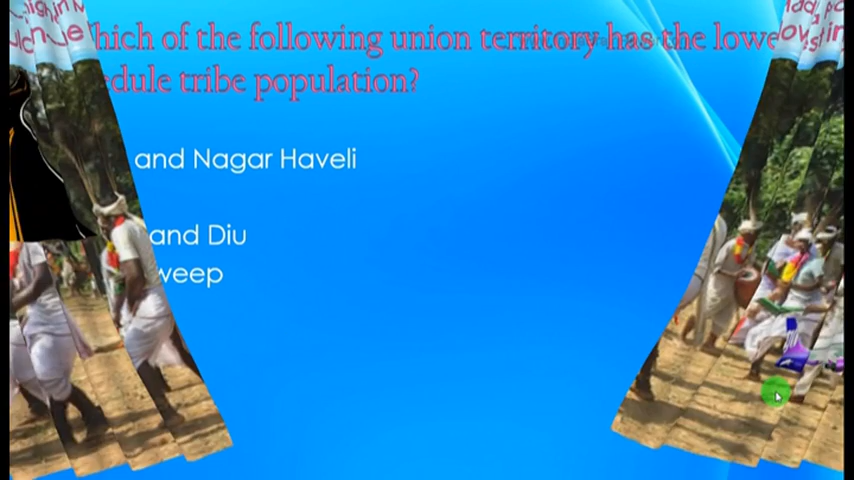 hich of the following union territory has the lowe
edule tribe population?
and Nagar Haveli
and Diu
weep